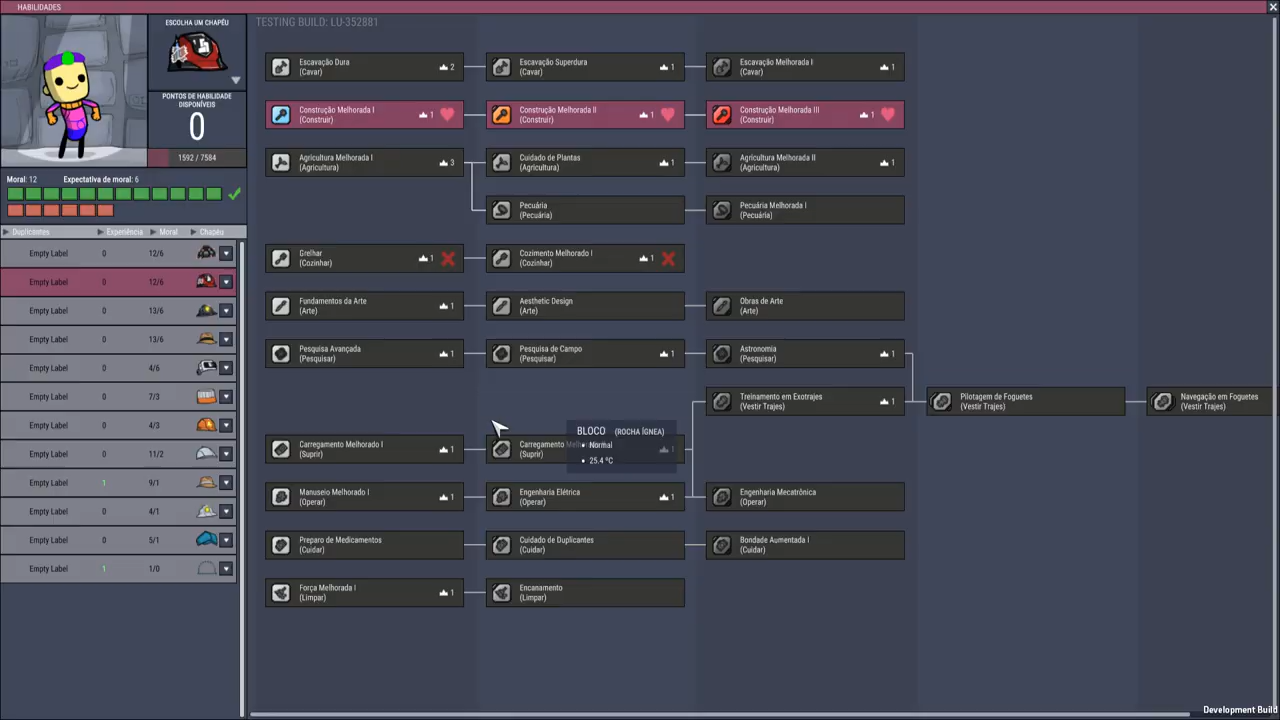 HABILIDADES
ESCOLHA UM CHAPÉU
PONTOS DE HABILIDADE
DISPONÍVEIS
0
1592 / 7584
Moral: 12
Expectativa de moral: 6
Duplicantes Experiência Moral Chapéu
Empty Label 0 12/6
Empty Label 0 12/6
Empty Label 0 13/6
Empty Label 0 13/6
Empty Label 0 4/6
Empty Label 0 7/3
Empty Label 0 4/3
Empty Label 0 11/2
Empty Label 1 9/1
Empty Label 0 4/1
Empty Label 0 5/1
Empty Label 1 1/0
TESTING BUILD: LU-352881
Escavação Dura
(Cavar)
2
Escavação Superdura
(Cavar)
1
Escavação Melhorada I
(Cavar)
1
Construção Melhorada I
(Construir)
1
Construção Melhorada II
(Construir)
1
Construção Melhorada III
(Construir)
1
Agricultura Melhorada I
(Agricultura)
3
Cuidado de Plantas
(Agricultura)
1
Agricultura Melhorada II
(Agricultura)
1
Pecuária
(Pecuária)
Pecuária Melhorada I
(Pecuária)
Grelhar
(Cozinhar)
1
Cozimento Melhorado I
(Cozinhar)
1
Fundamentos da Arte
(Arte)
1
Aesthetic Design
(Arte)
Obras de Arte
(Arte)
Pesquisa Avançada
(Pesquisar)
1
Pesquisa de Campo
(Pesquisar)
1
Astronomia
(Pesquisar)
1
Treinamento em Exotrajes
(Vestir Trajes)
1
Pilotagem de Foguetes
(Vestir Trajes)
Navegação em Foguetes
(Vestir Trajes)
Carregamento Melhorado I
(Suprir)
1
Carregamento
(Suprir)
1
BLOCO (ROCHA ÍGNEA)
• Normal
• 25.4 ºC
Manuseio Melhorado I
(Operar)
1
Engenharia Elétrica
(Operar)
1
Engenharia Mecatrônica
(Operar)
Preparo de Medicamentos
(Cuidar)
Cuidado de Duplicantes
(Cuidar)
Bondade Aumentada I
(Cuidar)
Força Melhorada I
(Limpar)
1
Encanamento
(Limpar)
Development Build